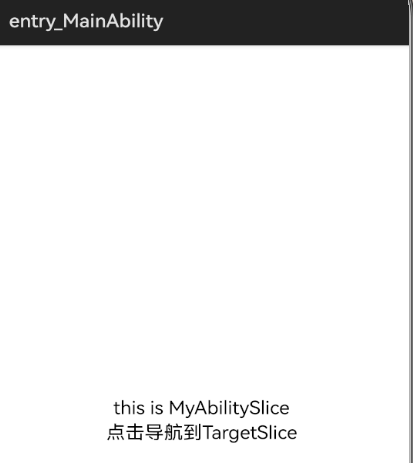 entry_MainAbility
this is MyAbilitySlice
点击导航到TargetSlice